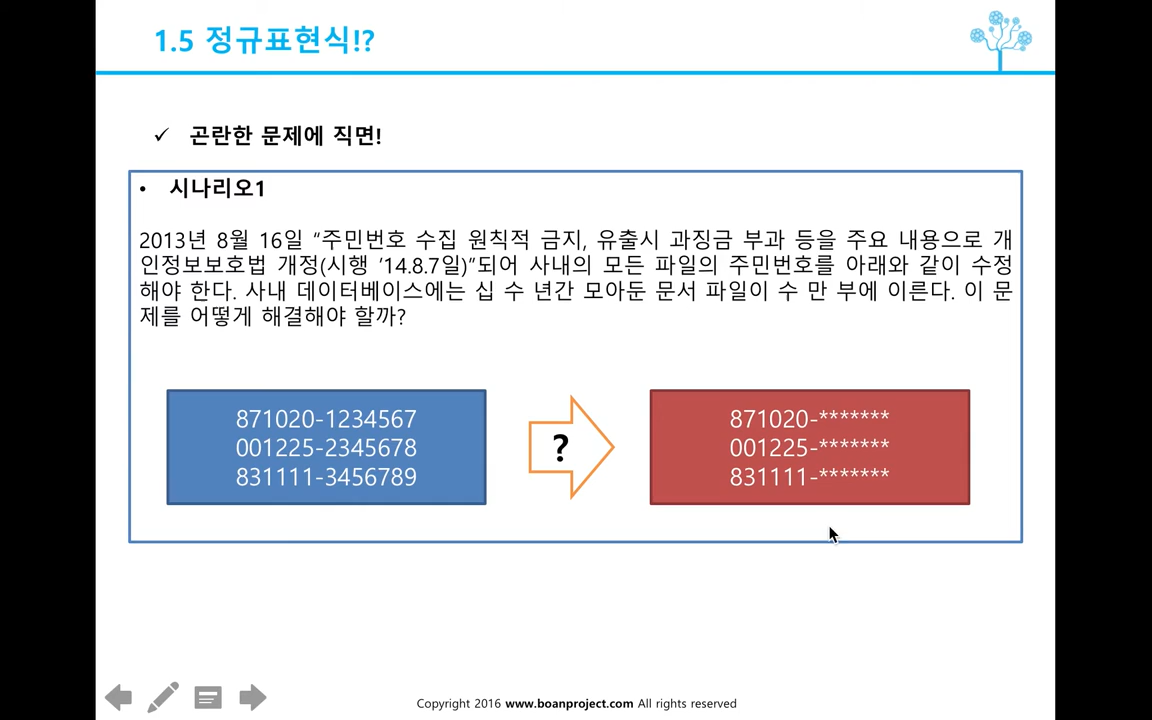 1.5 정규표현식!?
✓ 곤란한 문제에 직면!
• 시나리오1
2013년 8월 16일 “주민번호 수집 원칙적 금지, 유출시 과징금 부과 등을 주요 내용으로 개
인정보보호법 개정(시행 ’14.8.7일)”되어 사내의 모든 파일의 주민번호를 아래와 같이 수정
해야 한다. 사내 데이터베이스에는 십 수 년간 모아둔 문서 파일이 수 만 부에 이른다. 이 문
제를 어떻게 해결해야 할까?
871020-1234567
001225-2345678
831111-3456789
?
871020-*******
001225-*******
831111-*******
Copyright 2016 www.boanproject.com All rights reserved